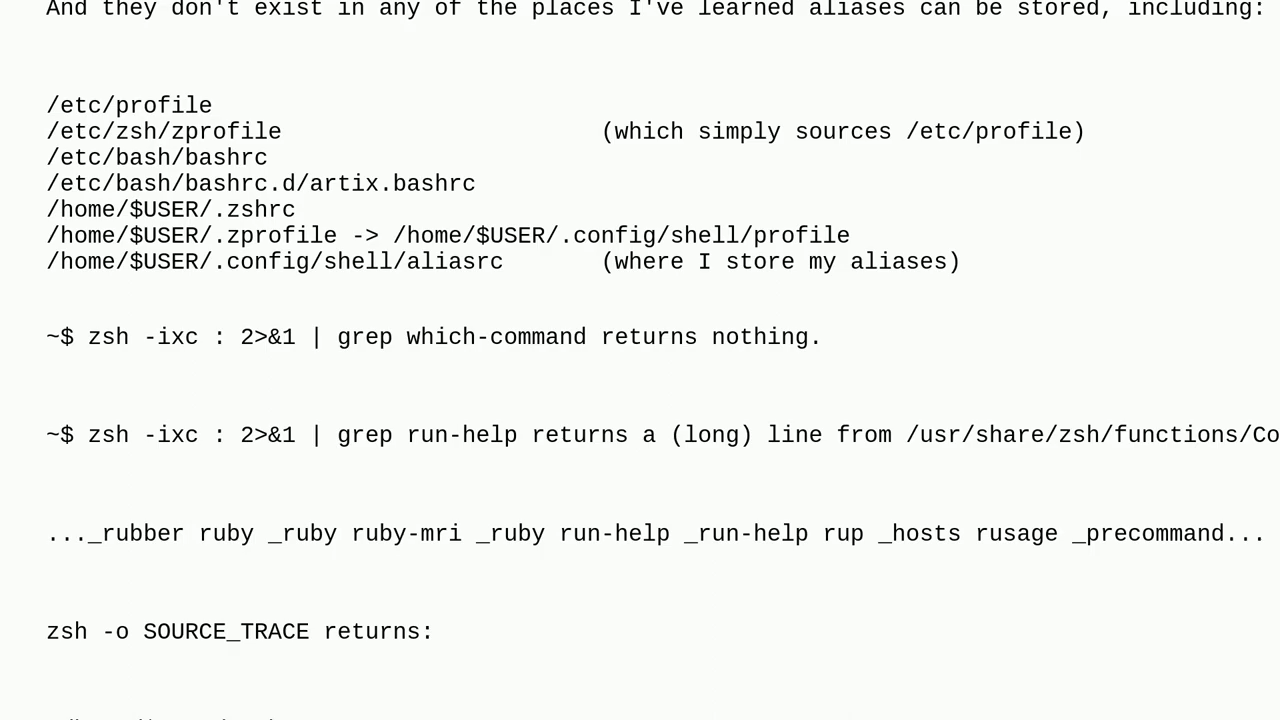 And they don't exist in any of the places I've learned aliases can be stored, including:
/etc/profile
/etc/zsh/zprofile (which simply sources /etc/profile)
/etc/bash/bashrc
/etc/bash/bashrc.d/artix.bashrc
/home/$USER/.zshrc
/home/$USER/.zprofile -> /home/$USER/.config/shell/profile
/home/$USER/.config/shell/aliasrc (where I store my aliases)
~$ zsh -ixc : 2>&1 | grep which-command returns nothing.
~$ zsh -ixc : 2>&1 | grep run-help returns a (long) line from /usr/share/zsh/functions/Co
..._rubber ruby _ruby ruby-mri _ruby run-help _run-help rup _hosts rusage _precommand...
zsh -o SOURCE_TRACE returns: